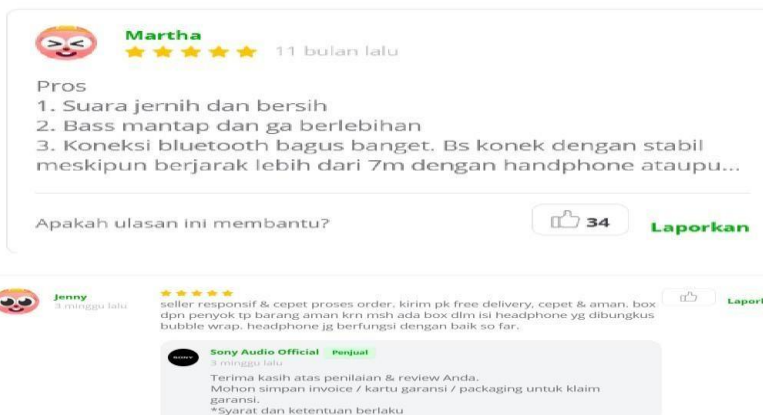 Martha
11 bulan lalu
Pros
1. Suara jernih dan bersih
2. Bass mantap dan ga berlebihan
3. Koneksi bluetooth bagus banget. Bs konek dengan stabil
meskipun berjarak lebih dari 7m dengan handphone ataupu...
Apakah ulasan ini membantu?
34
Laporkan
Jenny
3 minggu lalu
seller responsif & cepet proses order. kirim pk free delivery, cepet & aman. box
dpn penyok tp barang aman krn msh ada box dlm isi headphone yg dibungkus
bubble wrap. headphone jg berfungsi dengan baik so far.
Lapork
SONY
Sony Audio Official Penjual
3 minggu lalu
Terima kasih atas penilaian & review Anda.
Mohon simpan invoice / kartu garansi / packaging untuk klaim
garansi.
*Syarat dan ketentuan berlaku